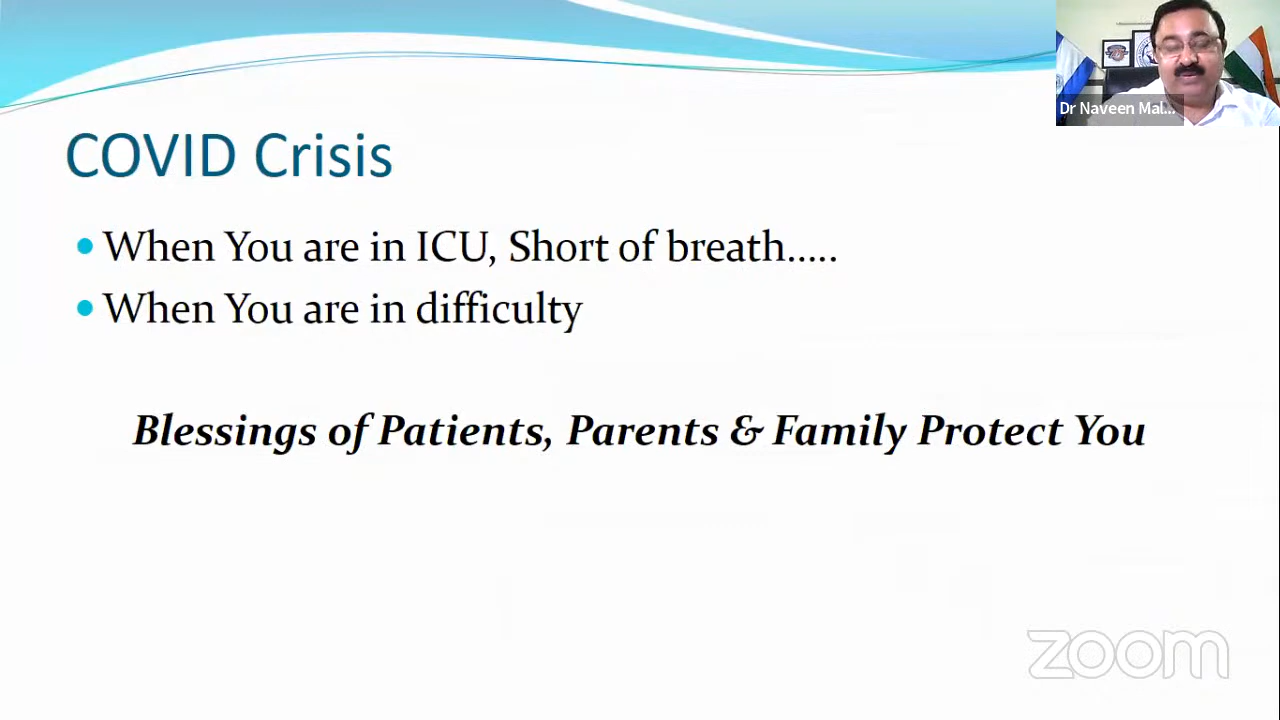 Dr Naveen Mal...
COVID Crisis
When You are in ICU, Short of breath.....
When You are in difficulty
Blessings of Patients, Parents & Family Protect You
zoom